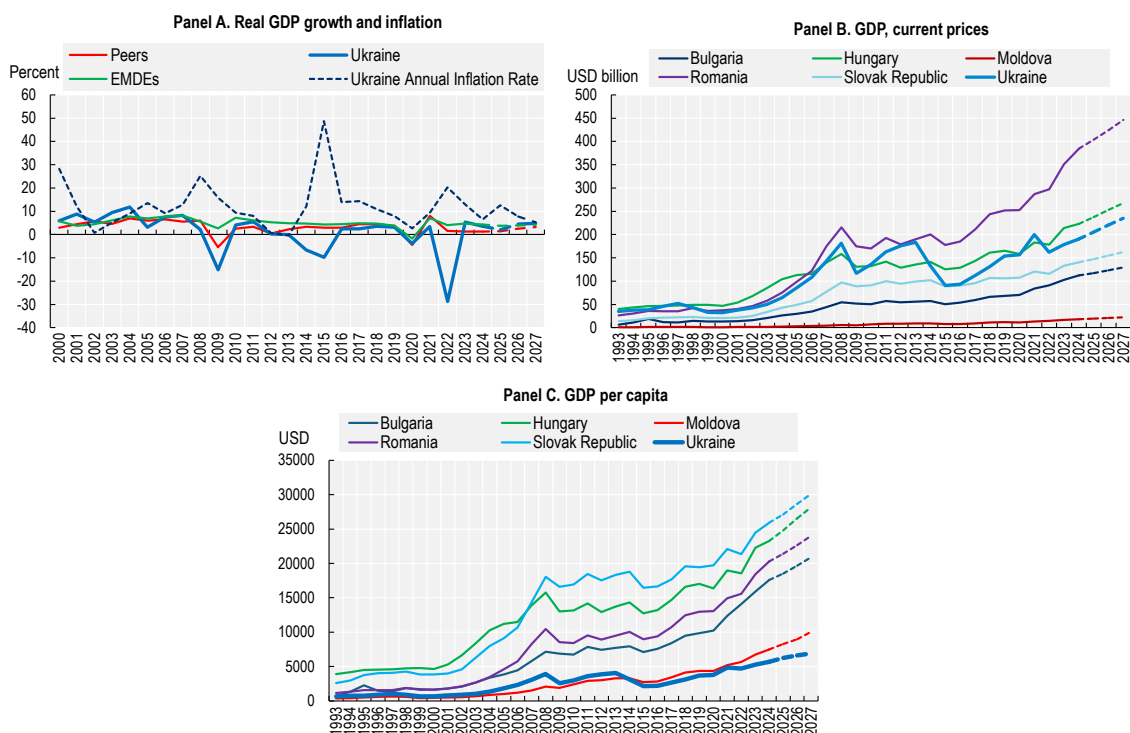 Panel A. Real GDP growth and inflation
Peers Ukraine
EMDEs Ukraine Annual Inflation Rate
Percent
60
50
40
30
20
10
0
-10
-20
-30
-40
2000 2001 2002 2003 2004 2005 2006 2007 2008 2009 2010 2011 2012 2013 2014 2015 2016 2017 2018 2019 2020 2021 2022 2023 2024 2025 2026 2027
Panel B. GDP, current prices
Bulgaria Hungary Moldova
Romania Slovak Republic Ukraine
USD billion
500
450
400
350
300
250
200
150
100
50
0
1993 1994 1995 1996 1997 1998 1999 2000 2001 2002 2003 2004 2005 2006 2007 2008 2009 2010 2011 2012 2013 2014 2015 2016 2017 2018 2019 2020 2021 2022 2023 2024 2025 2026 2027
Panel C. GDP per capita
Bulgaria Hungary Moldova
Romania Slovak Republic Ukraine
USD
35000
30000
25000
20000
15000
10000
5000
0
1993 1994 1995 1996 1997 1998 1999 2000 2001 2002 2003 2004 2005 2006 2007 2008 2009 2010 2011 2012 2013 2014 2015 2016 2017 2018 2019 2020 2021 2022 2023 2024 2025 2026 2027